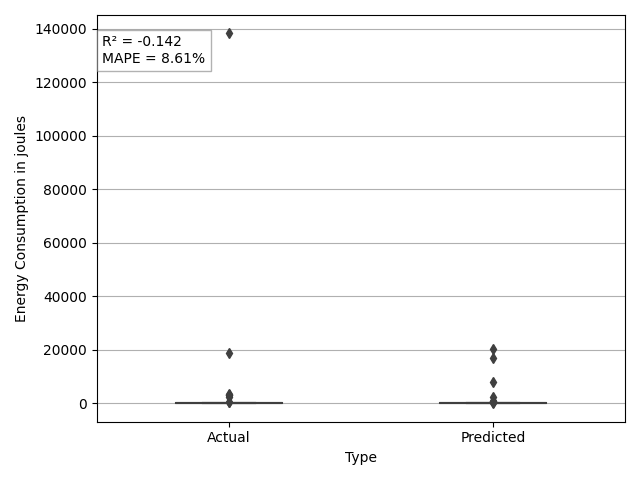 R² = -0.142
MAPE = 8.61%
140000
120000
100000
80000
60000
40000
20000
0
Energy Consumption in joules
Actual
Predicted
Type